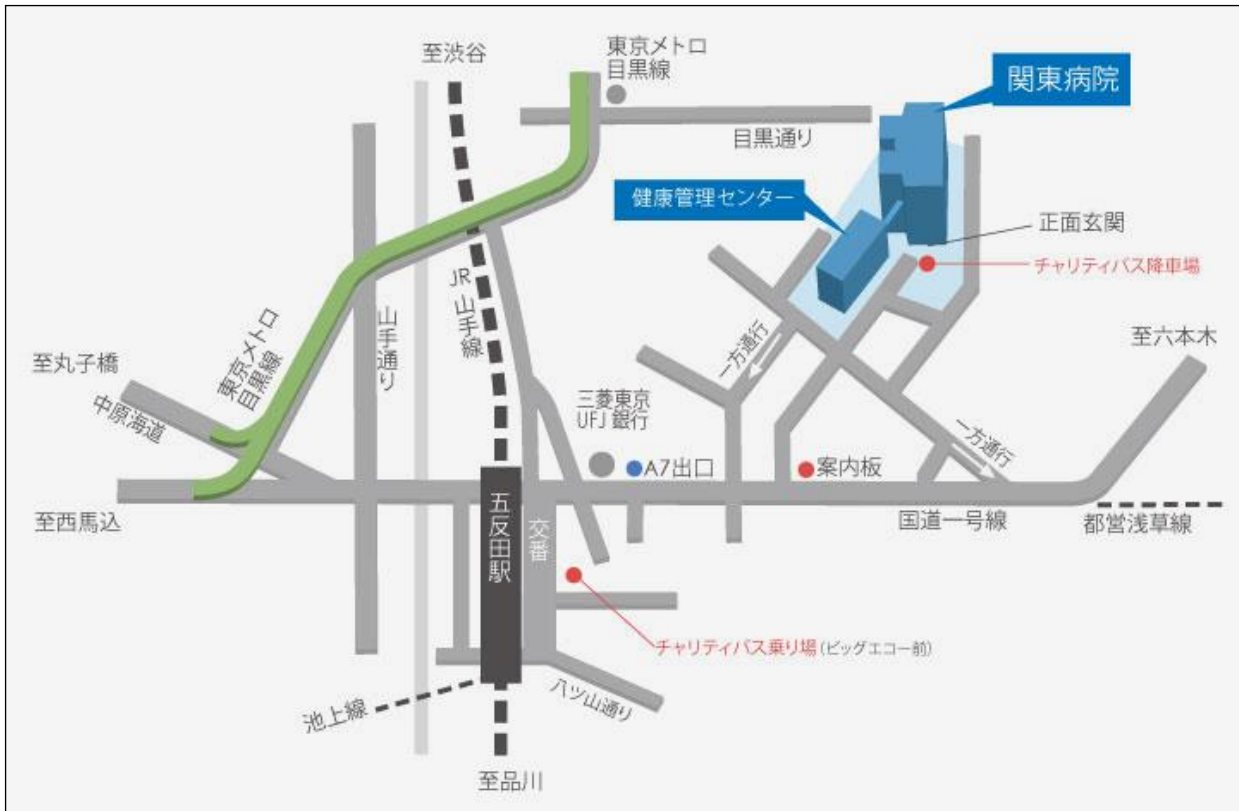 至渋谷
東京メトロ
目黒線
関東病院
目黒通り
健康管理センター
正面玄関
チャリティバス降車場
JR 山手線
山手通り
一方通行
至六本木
東京メトロ
目黒線
至丸子橋
中原海道
三菱東京
UFJ 銀行
A7出口
案内板
一方通行
至西馬込
五反田駅
交番
国道一号線
都営浅草線
チャリティバス乗り場(ビッグエコー前)
八ツ山通り
池上線
至品川